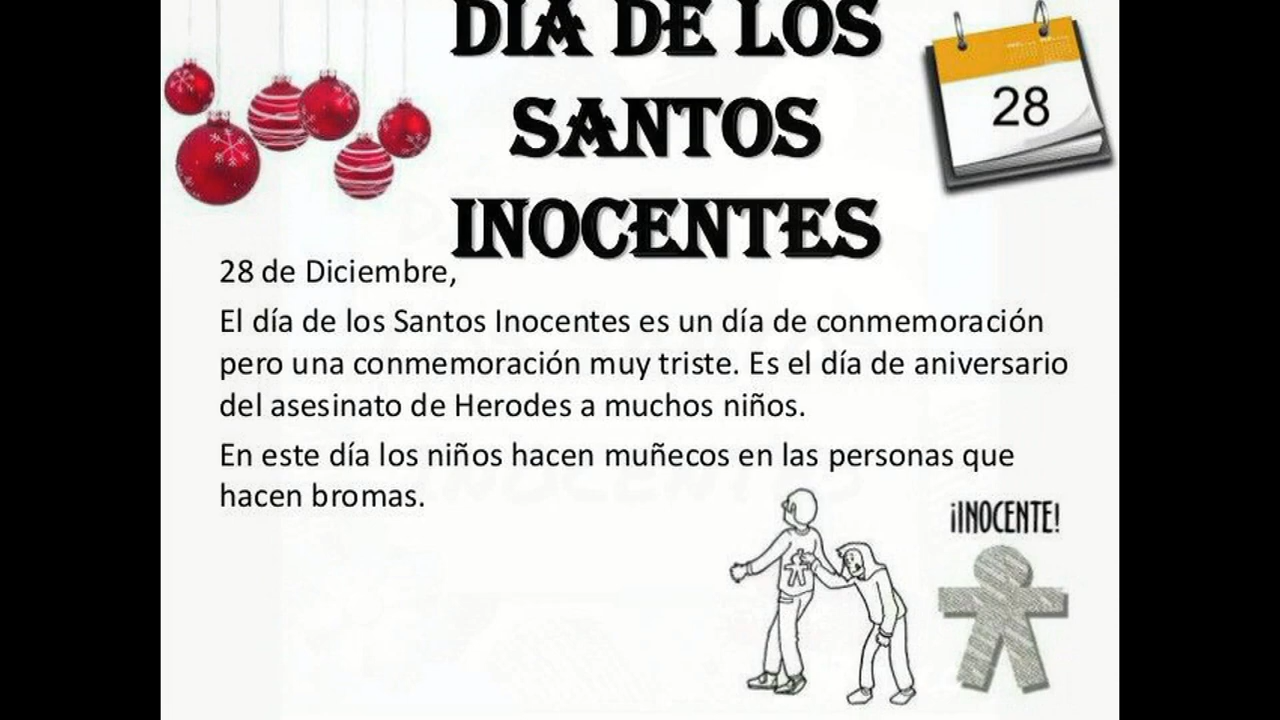 DÍA DE LOS
SANTOS
INOCENTES
28
28 de Diciembre,
El día de los Santos Inocentes es un día de conmemoración
pero una conmemoración muy triste. Es el día de aniversario
del asesinato de Herodes a muchos niños.
En este día los niños hacen muñecos en las personas que
hacen bromas.
¡INOCENTE!